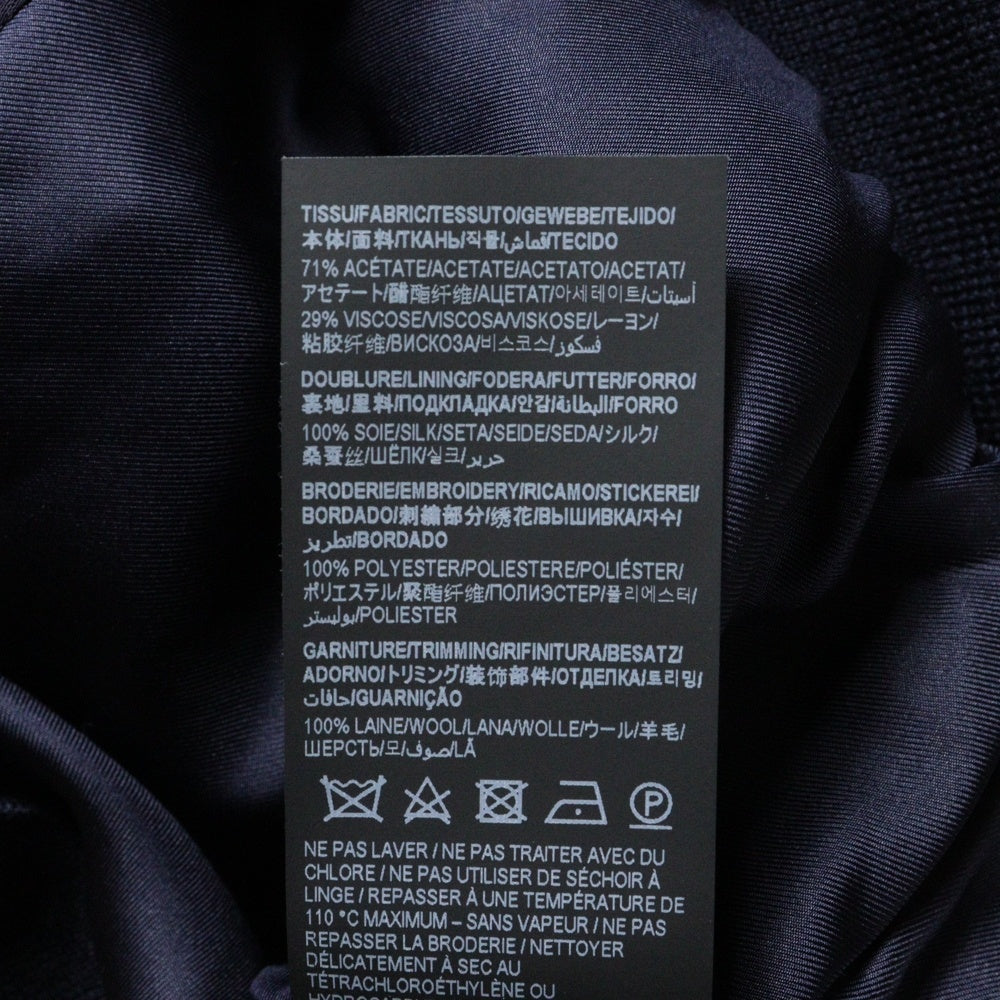 TISSU/FABRIC/TESSUTO/GEWEBE/TEJIDO/
本体/面料/ТКАНЬ/직물/قماش/TECIDO
71% ACÉTATE/ACETATE/ACETATO/ACETAT/
アセテート/醋酯纤维/АЦЕТАТ/아세테이트/أسيتات
29% VISCOSE/VISCOSA/VISKOSE/レーヨン/
粘胶纤维/ВИСКОЗА/비스코스/فسكوز
DOUBLURE/LINING/FODERA/FUTTER/FORRO/
裏地/里料/ПОДКЛАДКА/안감/البطانة/FORRO
100% SOIE/SILK/SETA/SEIDE/SEDA/シルク/
桑蚕丝/ШЁЛК/실크/حرير
BRODERIE/EMBROIDERY/RICAMO/STICKEREI/
BORDADO/刺繍部分/绣花/ВЫШИВКА/자수/
تطريز/BORDADO
100% POLYESTER/POLIESTERE/POLIÉSTER/
ポリエステル/聚酯纤维/ПОЛИЭСТЕР/폴리에스터/
بوليستر/POLIESTER
GARNITURE/TRIMMING/RIFINITURA/BESATZ/
ADORNO/トリミング/装饰部件/ОТДЕЛКА/트리밍/
حافات/GUARNIÇÃO
100% LAINE/WOOL/LANA/WOLLE/ウール/羊毛/
ШЕРСТЬ/모/صوف/LÃ
P
NE PAS LAVER / NE PAS TRAITER AVEC DU
CHLORE / NE PAS UTILISER DE SÉCHOIR À
LINGE / REPASSER À UNE TEMPÉRATURE DE
110 °C MAXIMUM – SANS VAPEUR / NE PAS
REPASSER LA BRODERIE / NETTOYER
DÉLICATEMENT À SEC AU
TÉTRACHLOROÉTHYLÈNE OU